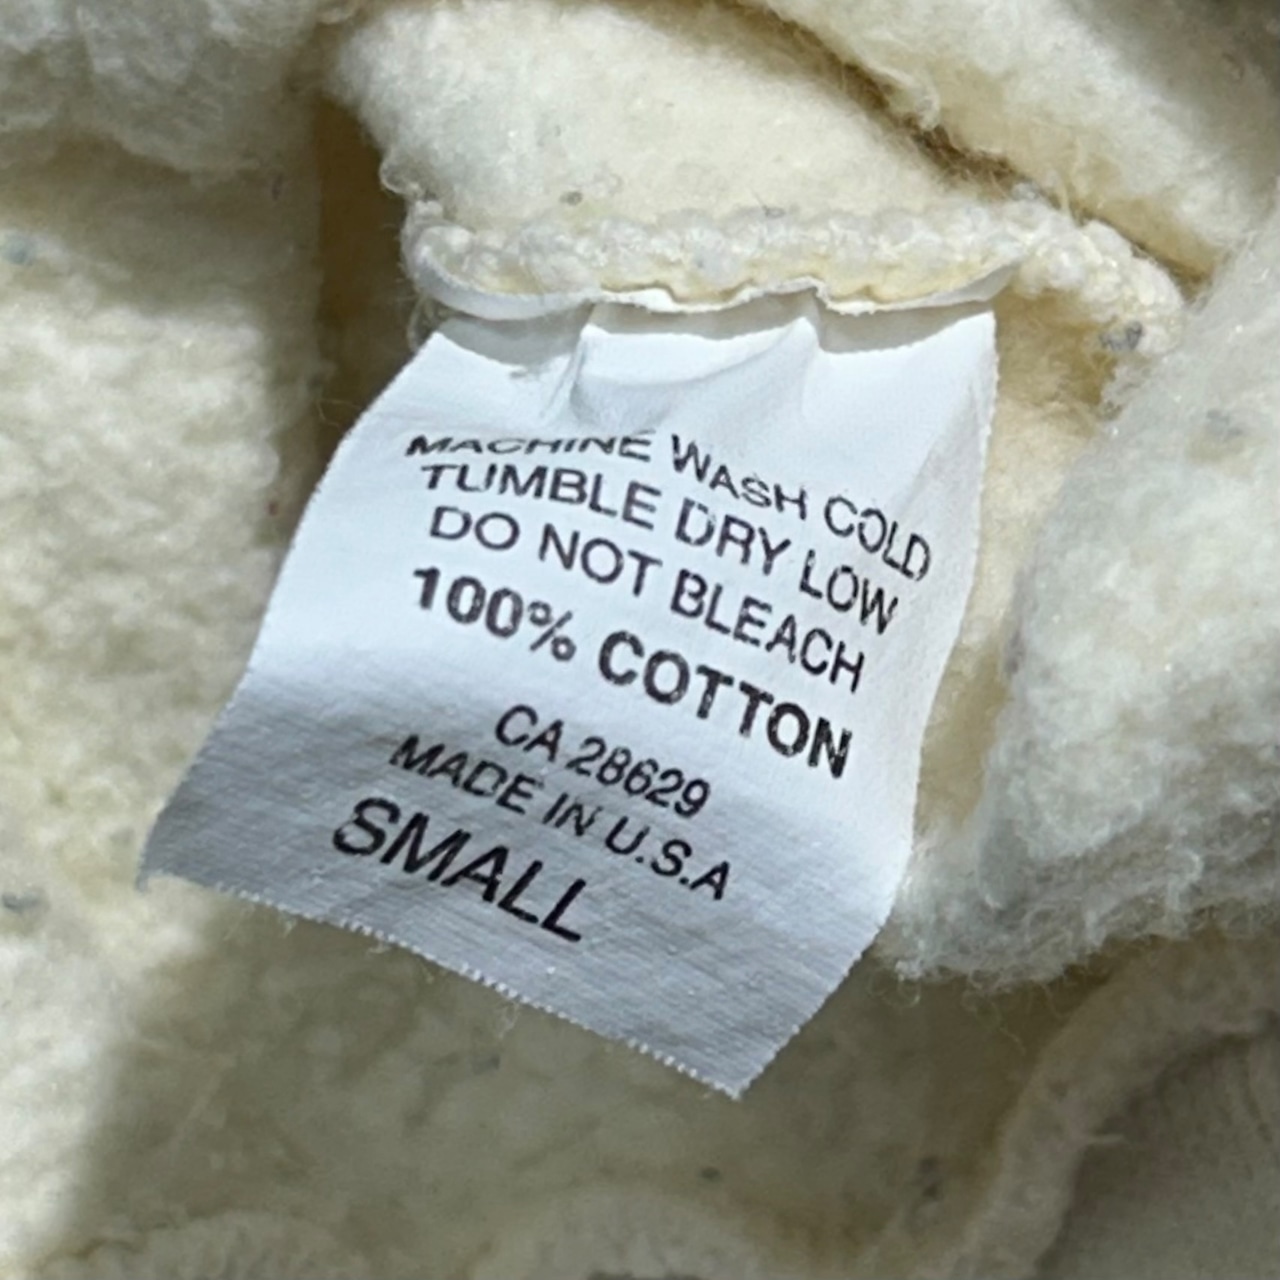 MACHINE WASH COLD
TUMBLE DRY LOW
DO NOT BLEACH
100% COTTON
CA 28629
MADE IN U.S.A
SMALL